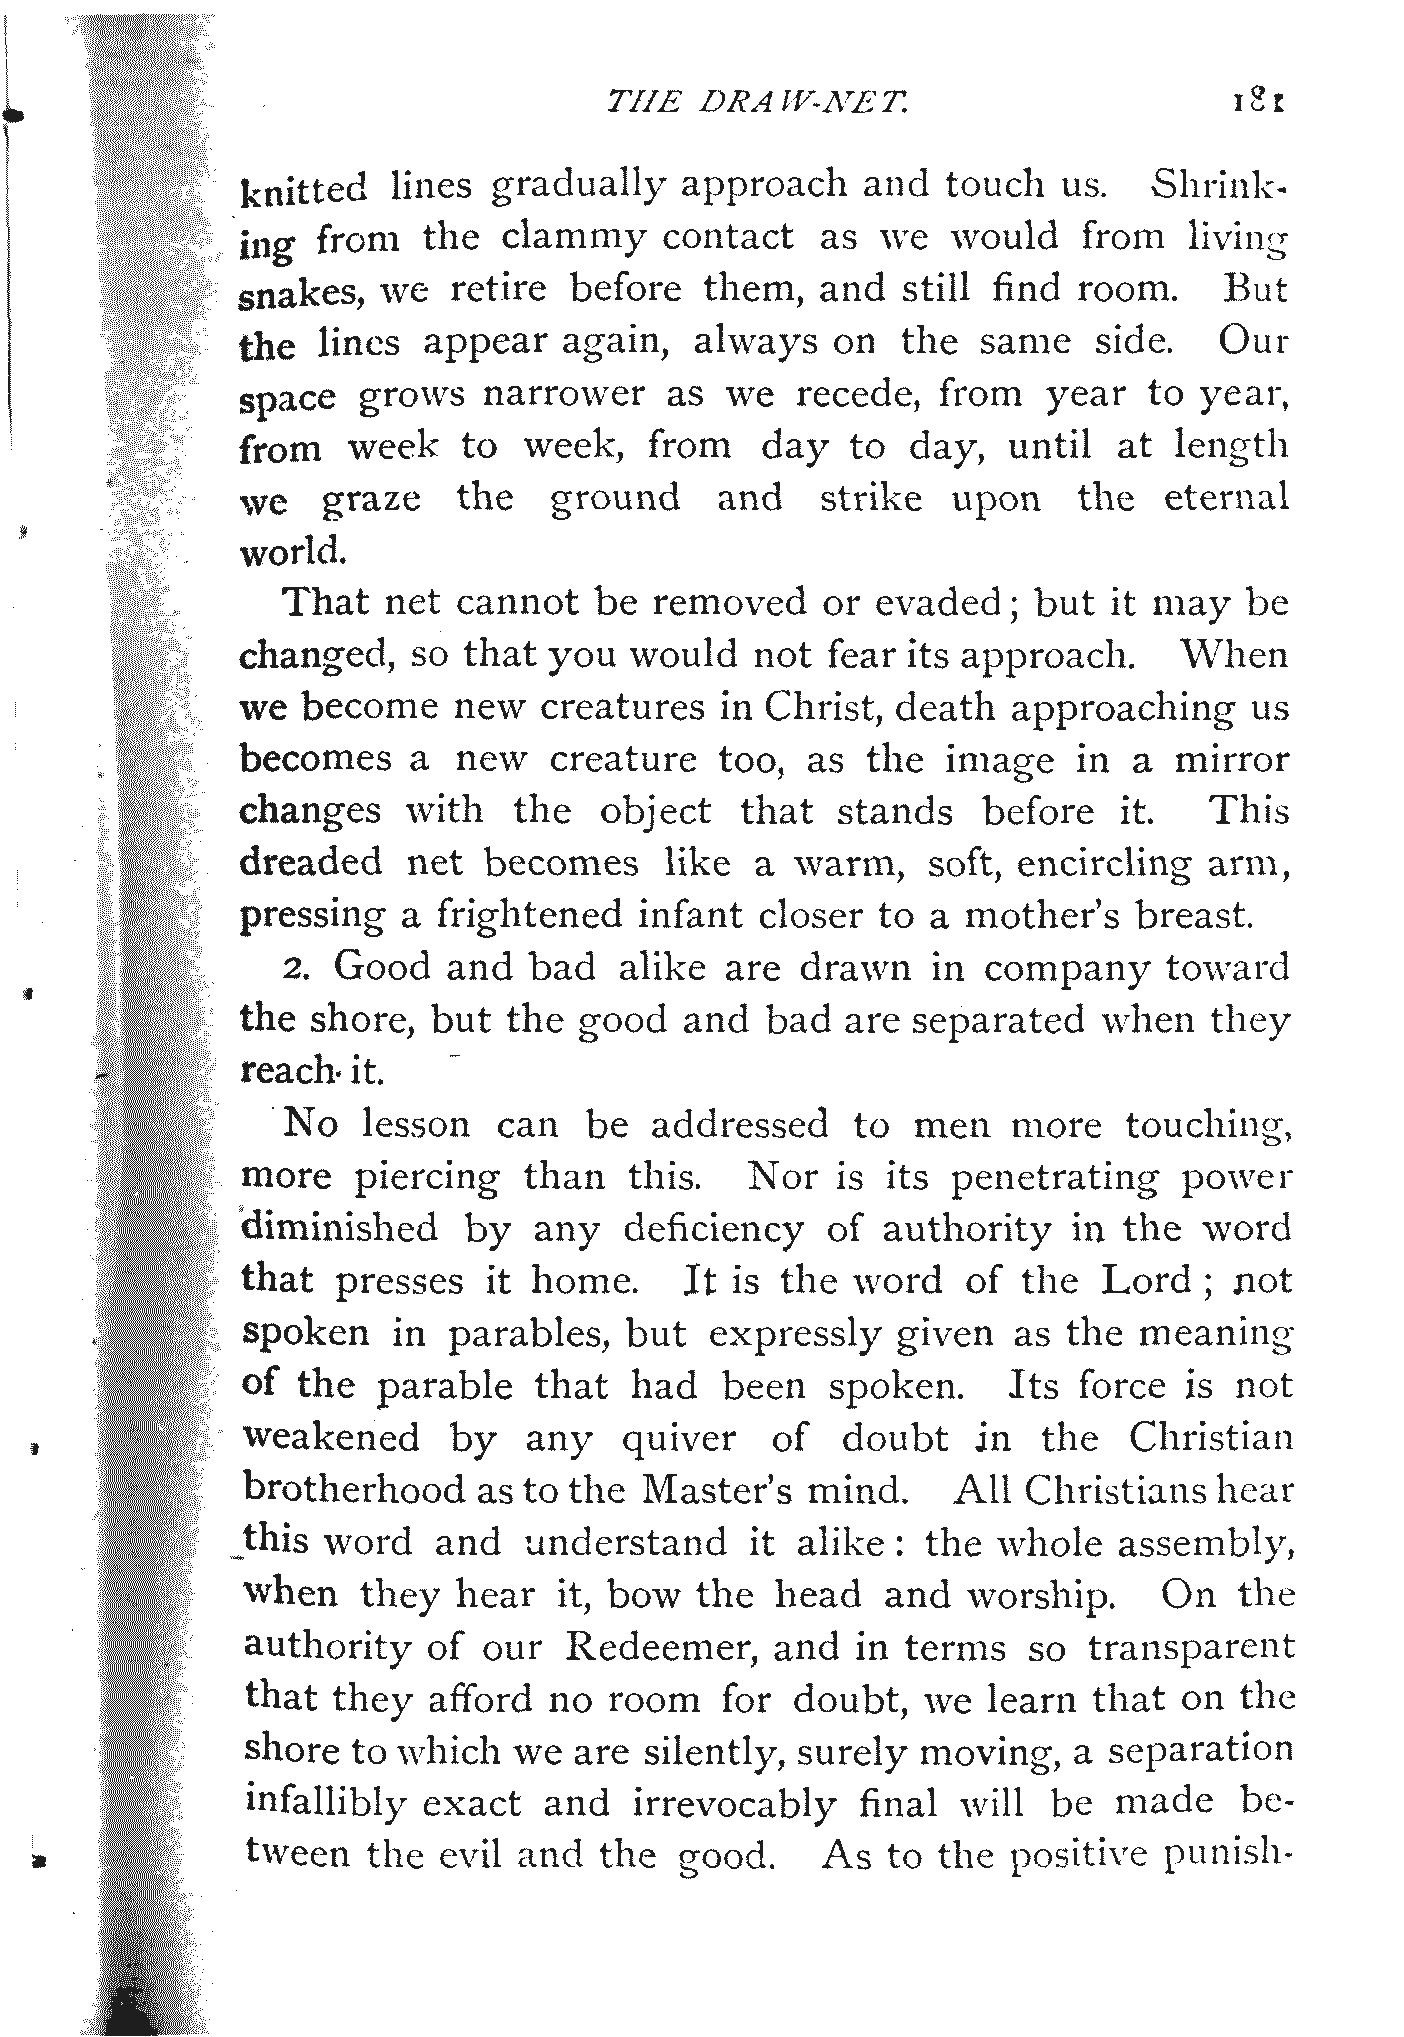 THE DRAW-NET. 181
knitted lines gradually approach and touch us. Shrink-
ing from the clammy contact as we would from living
snakes, we retire before them, and still find room. But
the lines appear again, always on the same side. Our
space grows narrower as we recede, from year to year,
from week to week, from day to day, until at length
we graze the ground and strike upon the eternal
world.
That net cannot be removed or evaded; but it may be
changed, so that you would not fear its approach. When
we become new creatures in Christ, death approaching us
becomes a new creature too, as the image in a mirror
changes with the object that stands before it. This
dreaded net becomes like a warm, soft, encircling arm,
pressing a frightened infant closer to a mother's breast.
2. Good and bad alike are drawn in company toward
the shore, but the good and bad are separated when they
reach it.
No lesson can be addressed to men more touching,
more piercing than this. Nor is its penetrating power
diminished by any deficiency of authority in the word
that presses it home. It is the word of the Lord; not
spoken in parables, but expressly given as the meaning
of the parable that had been spoken. Its force is not
weakened by any quiver of doubt in the Christian
brotherhood as to the Master's mind. All Christians hear
this word and understand it alike: the whole assembly,
when they hear it, bow the head and worship. On the
authority of our Redeemer, and in terms so transparent
that they afford no room for doubt, we learn that on the
shore to which we are silently, surely moving, a separation
infallibly exact and irrevocably final will be made be-
tween the evil and the good. As to the positive punish-